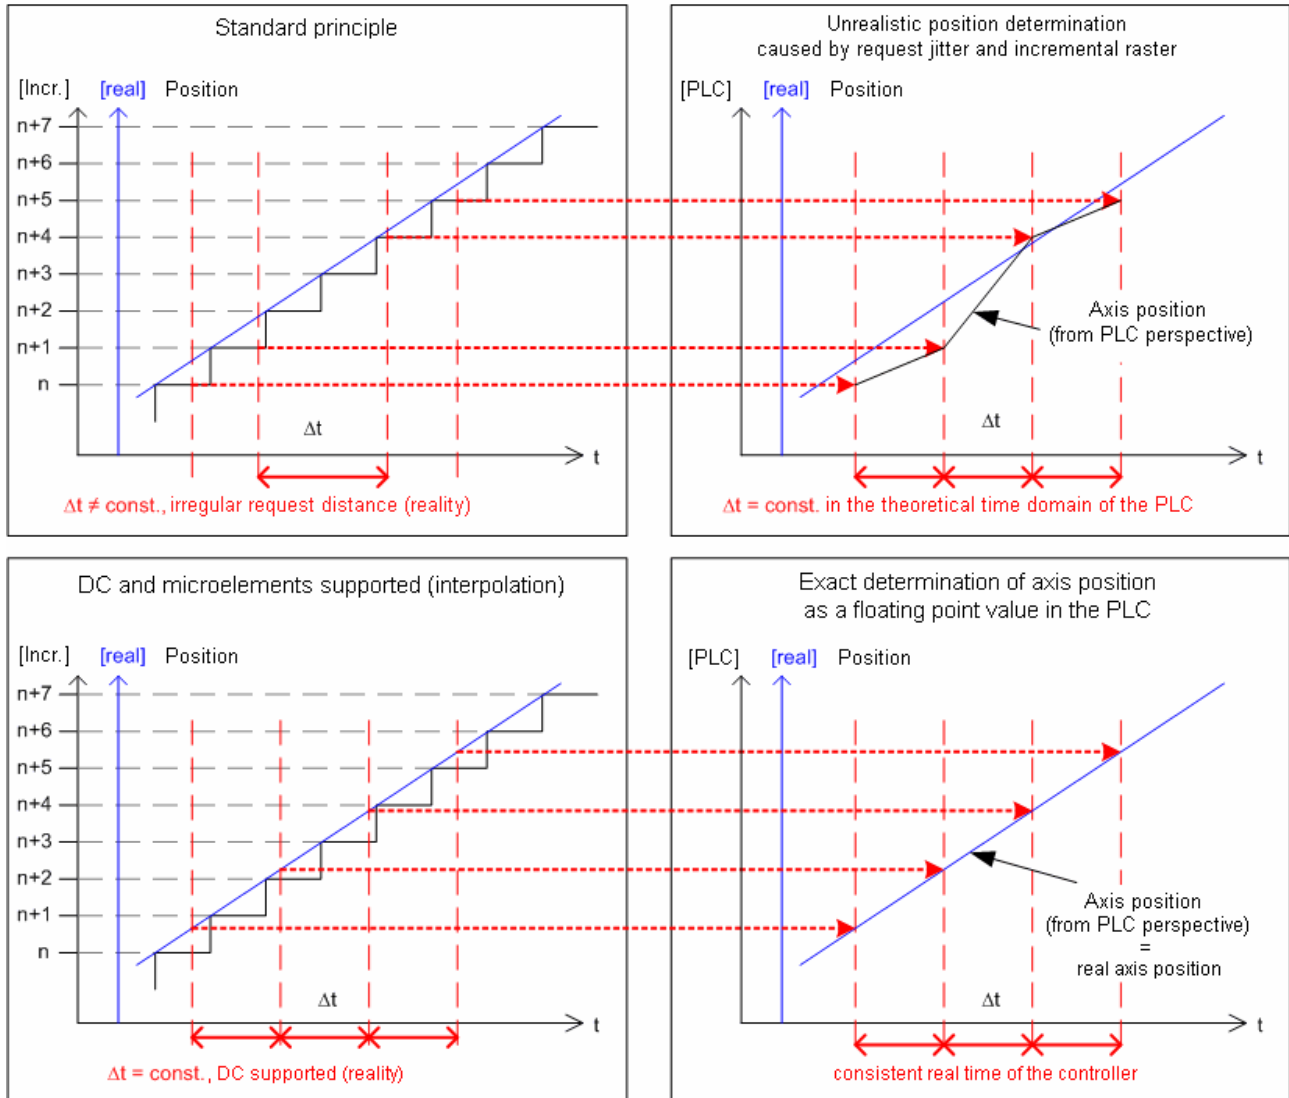 Standard principle
[Incr.] [real] Position
n+7
n+6
n+5
n+4
n+3
n+2
n+1
n
Δt
t
Δt ≠ const., irregular request distance (reality)
Unrealistic position determination
caused by request jitter and incremental raster
[PLC] [real] Position
Axis position
(from PLC perspective)
Δt
t
Δt = const. in the theoretical time domain of the PLC
DC and microelements supported (interpolation)
[Incr.] [real] Position
n+7
n+6
n+5
n+4
n+3
n+2
n+1
n
Δt
t
Δt = const., DC supported (reality)
Exact determination of axis position
as a floating point value in the PLC
[PLC] [real] Position
Axis position
(from PLC perspective)
=
real axis position
Δt
t
consistent real time of the controller